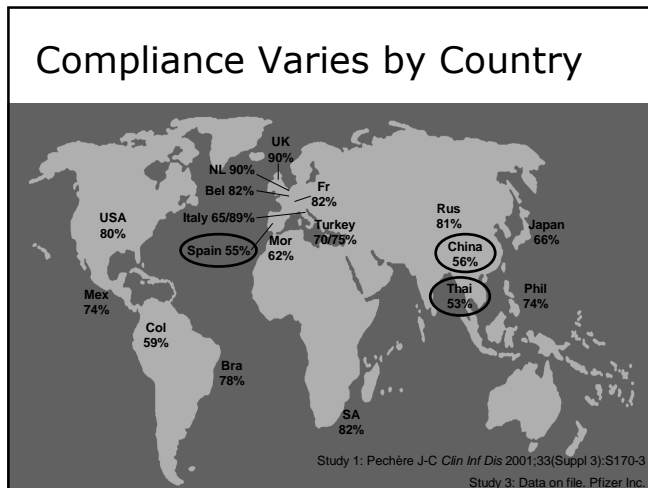 Compliance Varies by Country
UK
90%
NL 90%
Bel 82%
Fr
82%
Italy 65/89%
Turkey
70/75%
Spain 55%
Mor
62%
USA
80%
Rus
81%
China
56%
Japan
66%
Thai
53%
Phil
74%
Mex
74%
Col
59%
Bra
78%
SA
82%
Study 1: Pechère J-C Clin Inf Dis 2001;33(Suppl 3):S170-3
Study 3: Data on file. Pfizer Inc.